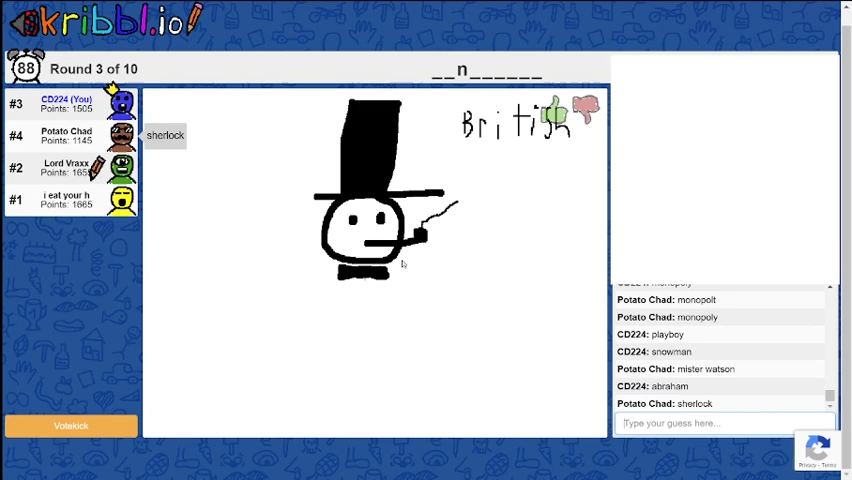 skribbl.io
88 Round 3 of 10 __n______
#3 CD224 (You)
Points: 1505
#4 Potato Chad
Points: 1145
#2 Lord Vraxx
#1 i eat your h
Points: 1665
sherlock
British
Potato Chad: monopolt
Potato Chad: monopoly
CD224: playboy
CD224: snowman
Potato Chad: mister watson
CD224: abraham
Potato Chad: sherlock
Type your guess here...
Votekick
Privacy - Terms